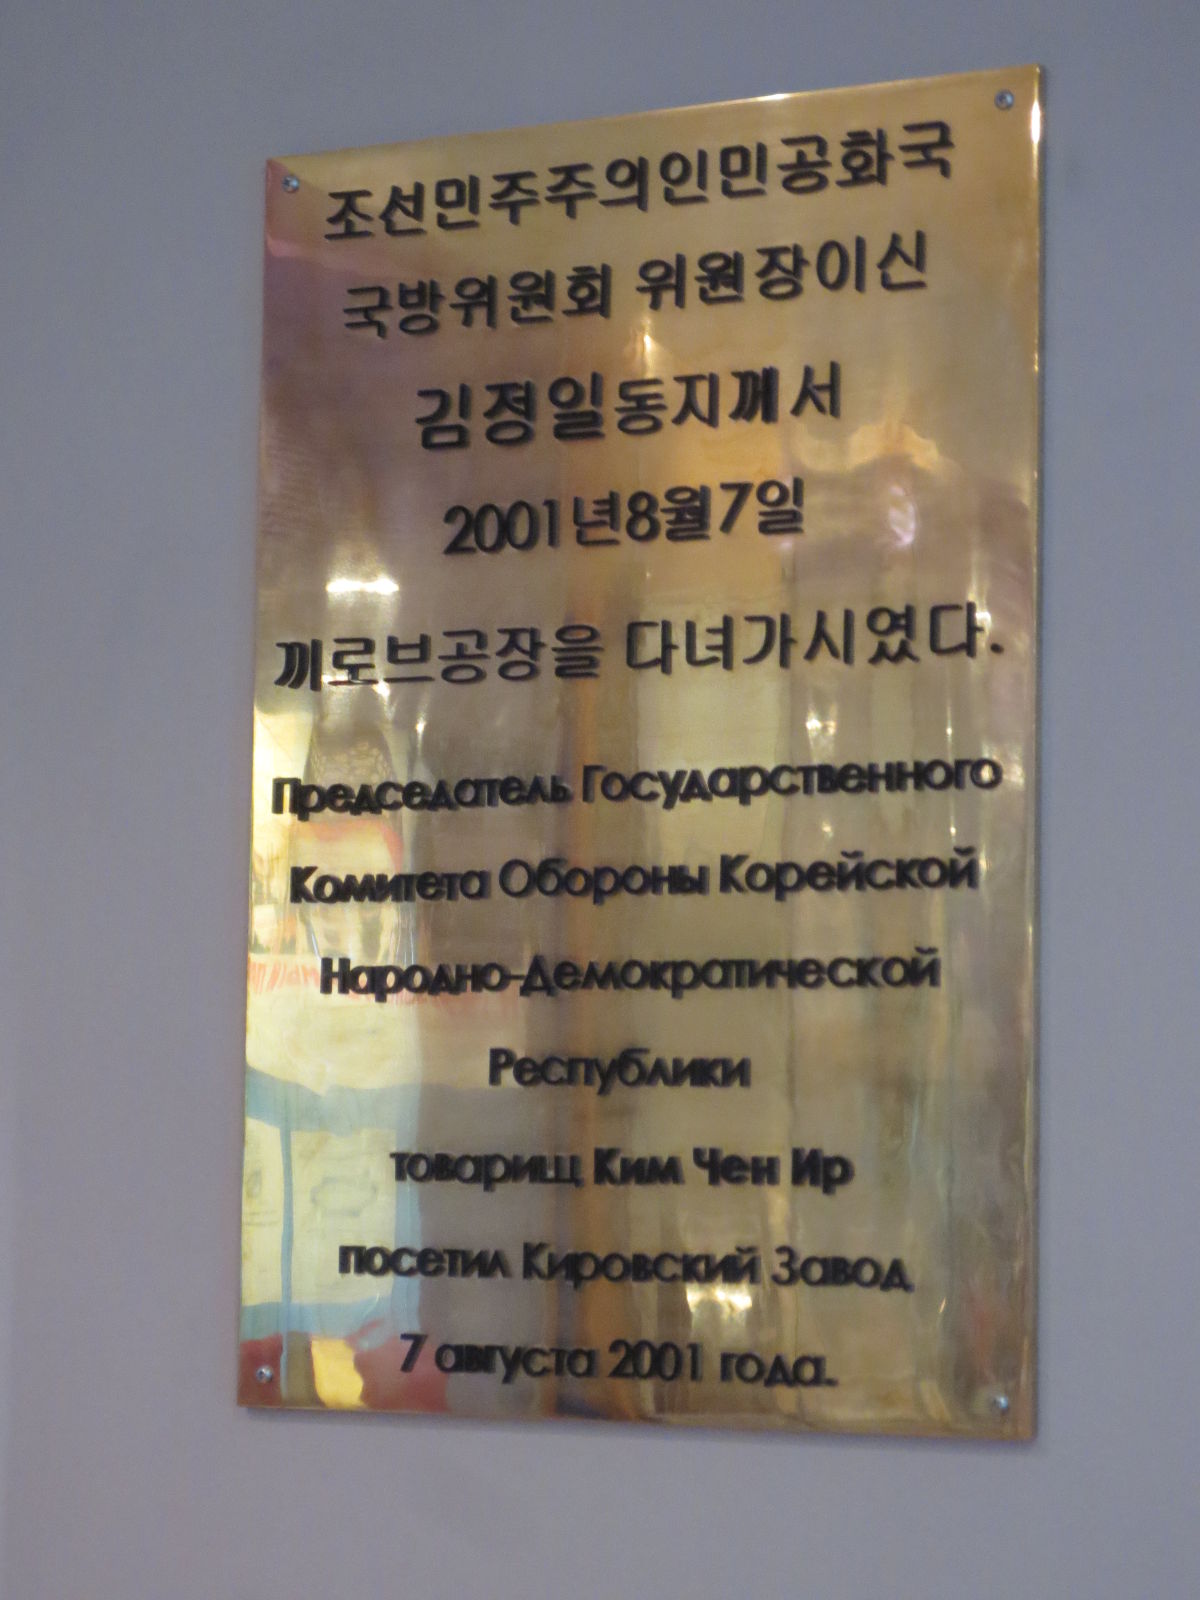 조선민주주의인민공화국
국방위원회 위원장이신
김정일동지께서
2001년8월7일
끼로브공장을 다녀가시였다.
Председатель Государственного
Комитета Обороны Корейской
Народно-Демократической
Республики
товарищ Ким Чен Ир
посетил Кировский Завод
7 августа 2001 года.